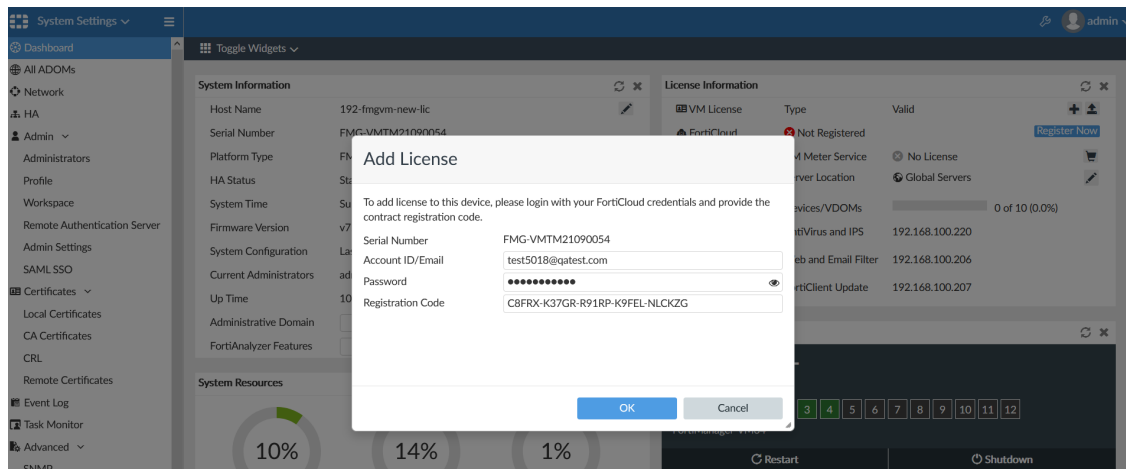 System Settings
admin
Dashboard
Toggle Widgets
All ADOMs
Network
HA
Admin
Administrators
Profile
Workspace
Remote Authentication Server
Admin Settings
SAML SSO
Certificates
Local Certificates
CA Certificates
CRL
Remote Certificates
Event Log
Task Monitor
Advanced
SNMP
System Information
Host Name 192-fmgvm-new-lic
Serial Number FMG-VMTM21090054
Platform Type
HA Status
System Time
Firmware Version
System Configuration
Current Administrators
Up Time
Administrative Domain
FortiAnalyzer Features
System Resources
10% 14% 1%
License Information
VM License Type Valid
FortiCloud Not Registered Register Now
Meter Service No License
Location Global Servers
0 of 10 (0.0%)
and IPS 192.168.100.220
and Email Filter 192.168.100.206
Update 192.168.100.207
3 4 5 6 7 8 9 10 11 12
Restart Shutdown
Add License
To add license to this device, please login with your FortiCloud credentials and provide the
contract registration code.
Serial Number FMG-VMTM21090054
Account ID/Email test5018@qatest.com
Password
Registration Code C8FRX-K37GR-R91RP-K9FEL-NLCKZG
OK Cancel